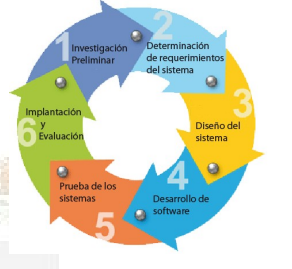 1
Investigación
Preliminar
2
Determinación
de requerimientos
del sistema
3
Diseño del
sistema
4
Desarrollo de
software
5
Prueba de los
sistemas
6
Implantación
y
Evaluación